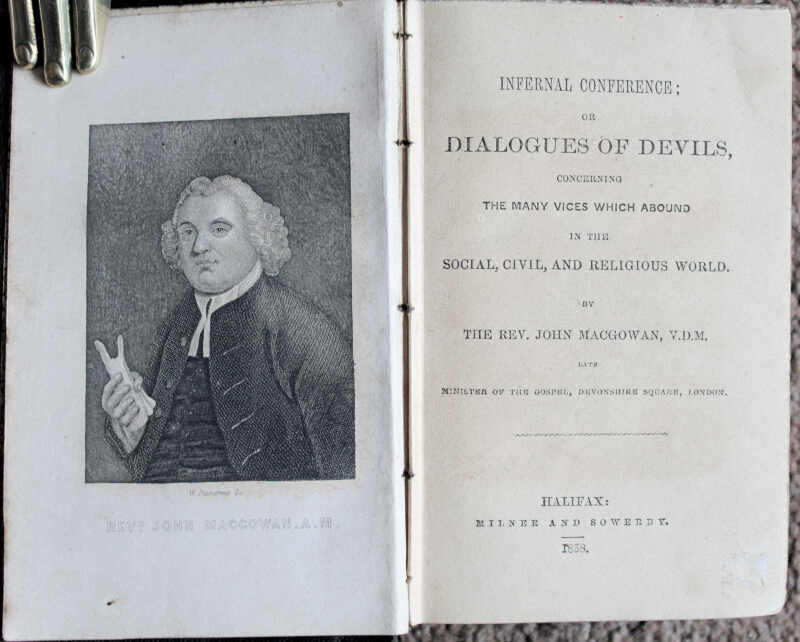 REVD JOHN MACGOWAN. A.M.
INFERNAL CONFERENCE;
OR
DIALOGUES OF DEVILS,
CONCERNING
THE MANY VICES WHICH ABOUND
IN THE
SOCIAL, CIVIL, AND RELIGIOUS WORLD.
BY
THE REV. JOHN MACGOWAN, V.D.M.
LATE
MINISTER OF THE GOSPEL, DEVONSHIRE SQUARE, LONDON.
HALIFAX:
MILNER AND SOWERBY.
1858.